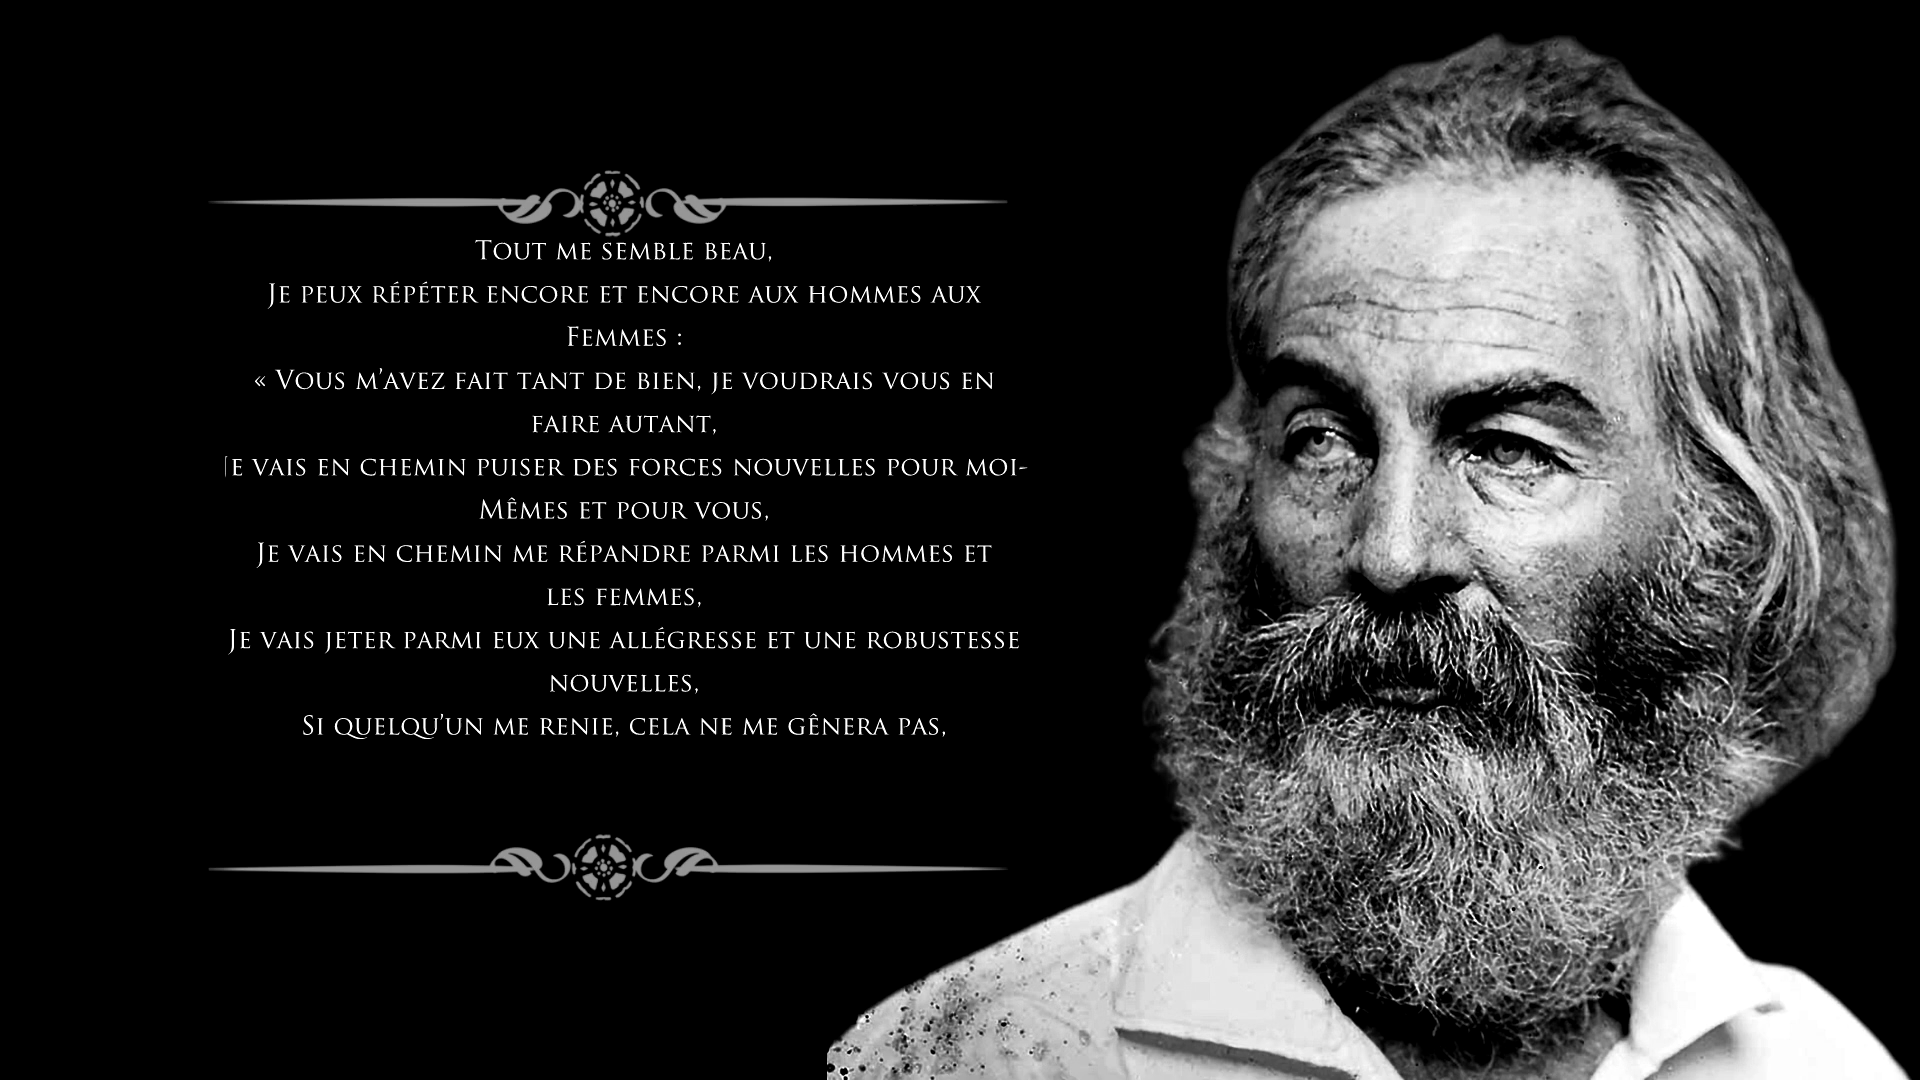 Tout me semble beau,
Je peux répéter encore et encore aux hommes aux
Femmes :
« Vous m’avez fait tant de bien, je voudrais vous en
faire autant,
Je vais en chemin puiser des forces nouvelles pour moi-
Mêmes et pour vous,
Je vais en chemin me répandre parmi les hommes et
les femmes,
Je vais jeter parmi eux une allégresse et une robustesse
nouvelles,
Si quelqu’un me renie, cela ne me gênera pas,